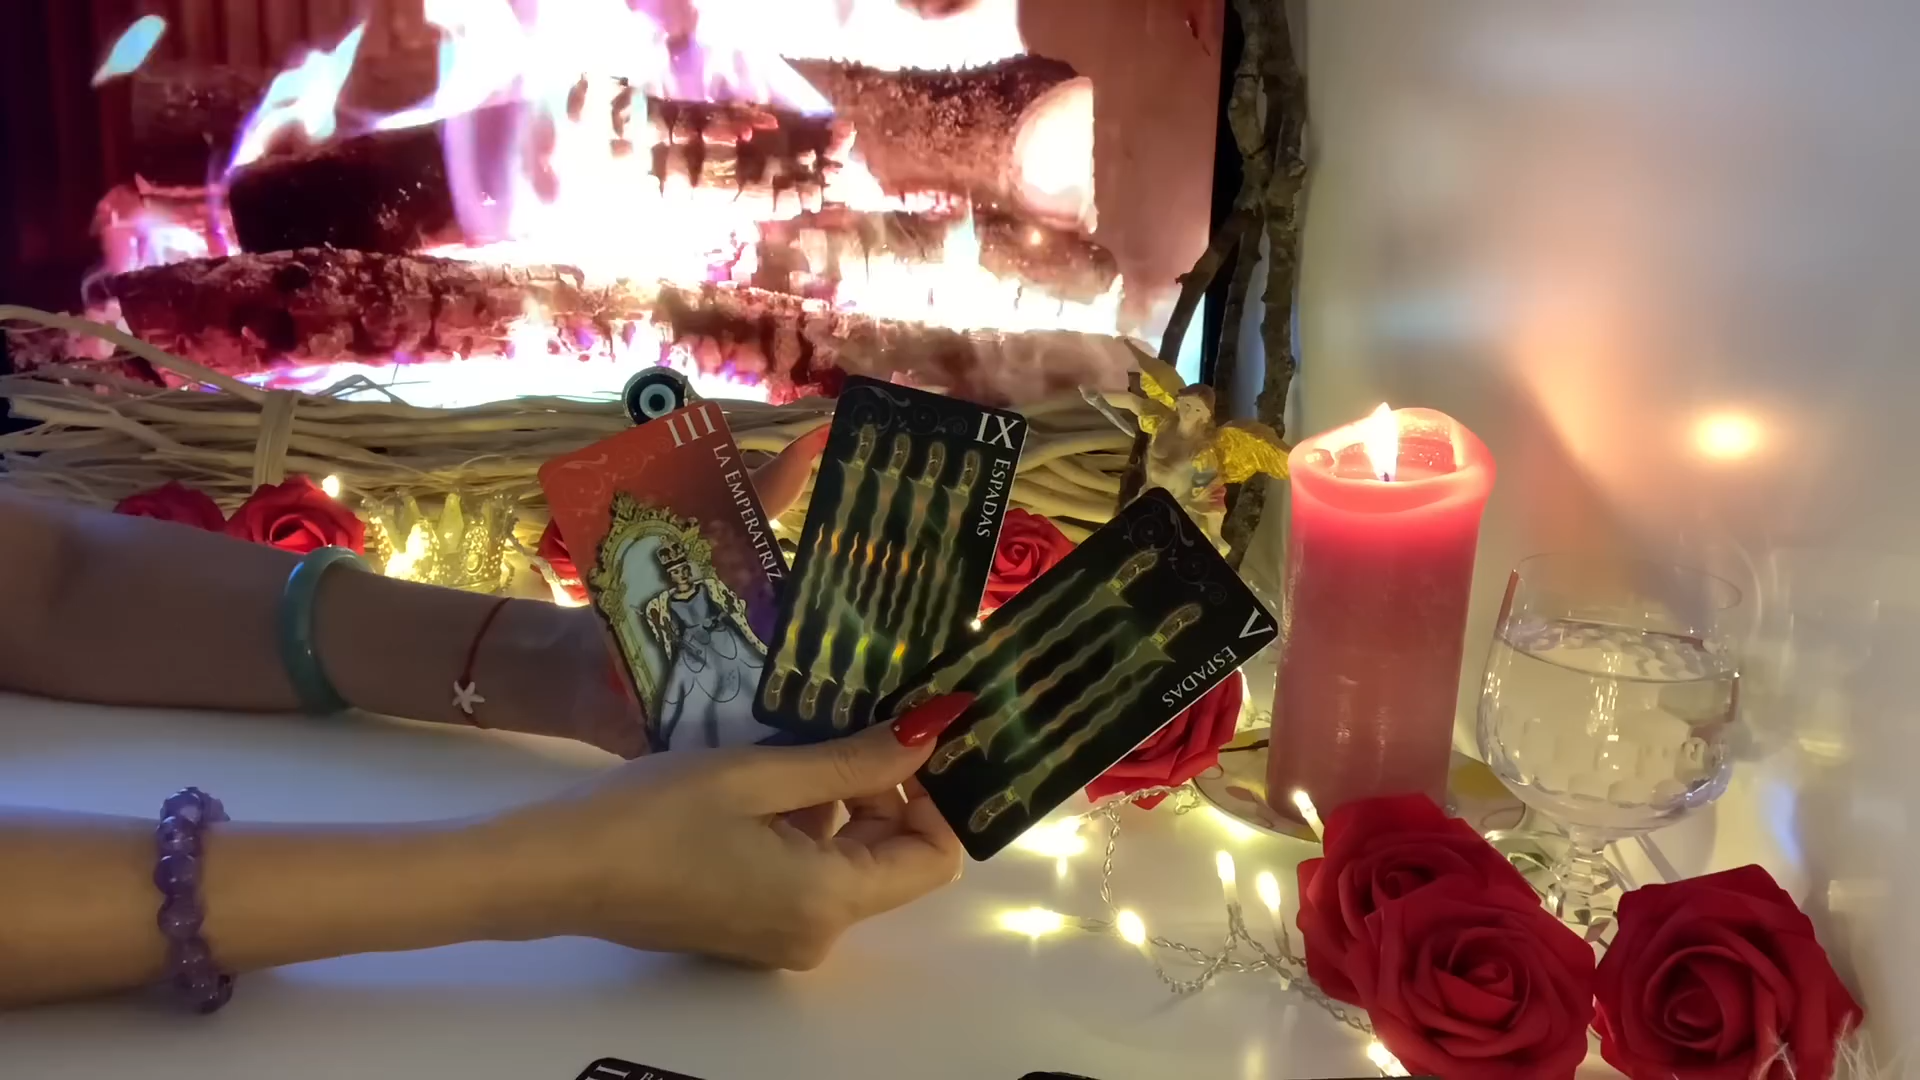 III
LA EMPERATRIZ
IX
ESPADAS
V
ESPADAS